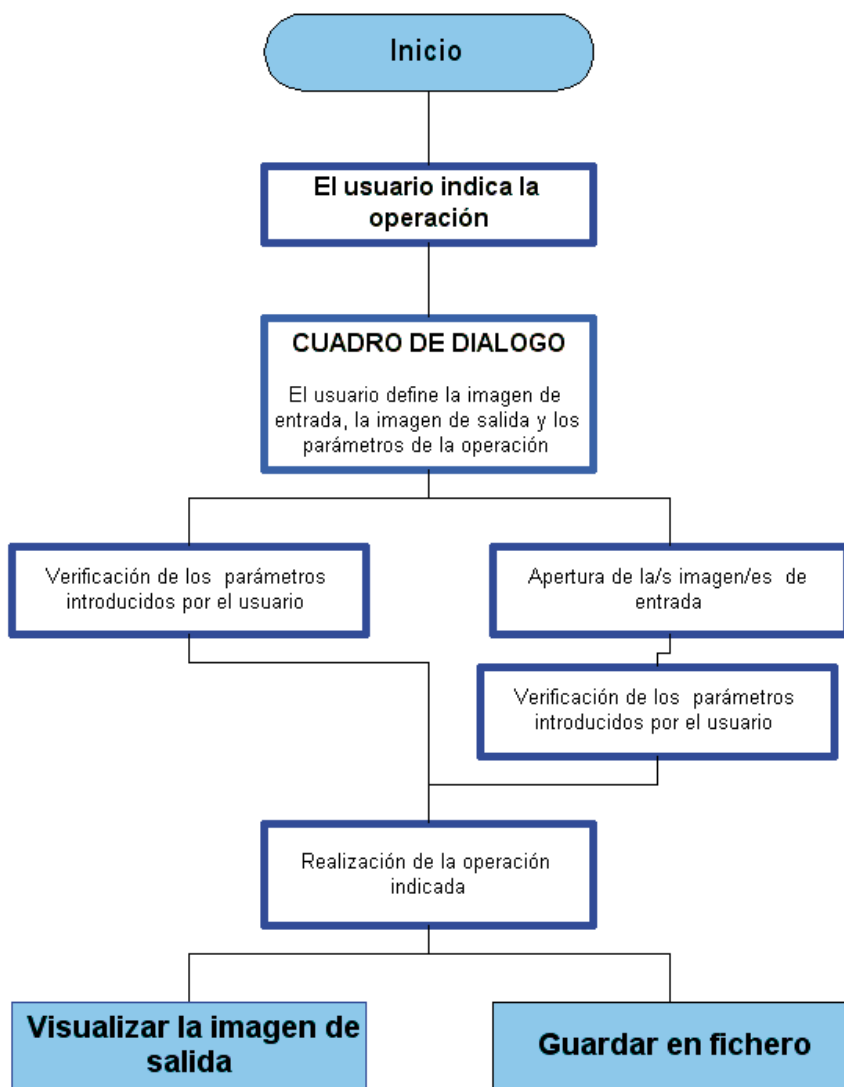 Inicio
El usuario indica la
operación
CUADRO DE DIALOGO
El usuario define la imagen de
entrada, la imagen de salida y los
parámetros de la operación
Verificación de los parámetros
introducidos por el usuario
Apertura de la/s imagen/es de
entrada
Verificación de los parámetros
introducidos por el usuario
Realización de la operación
indicada
Visualizar la imagen de
salida
Guardar en fichero